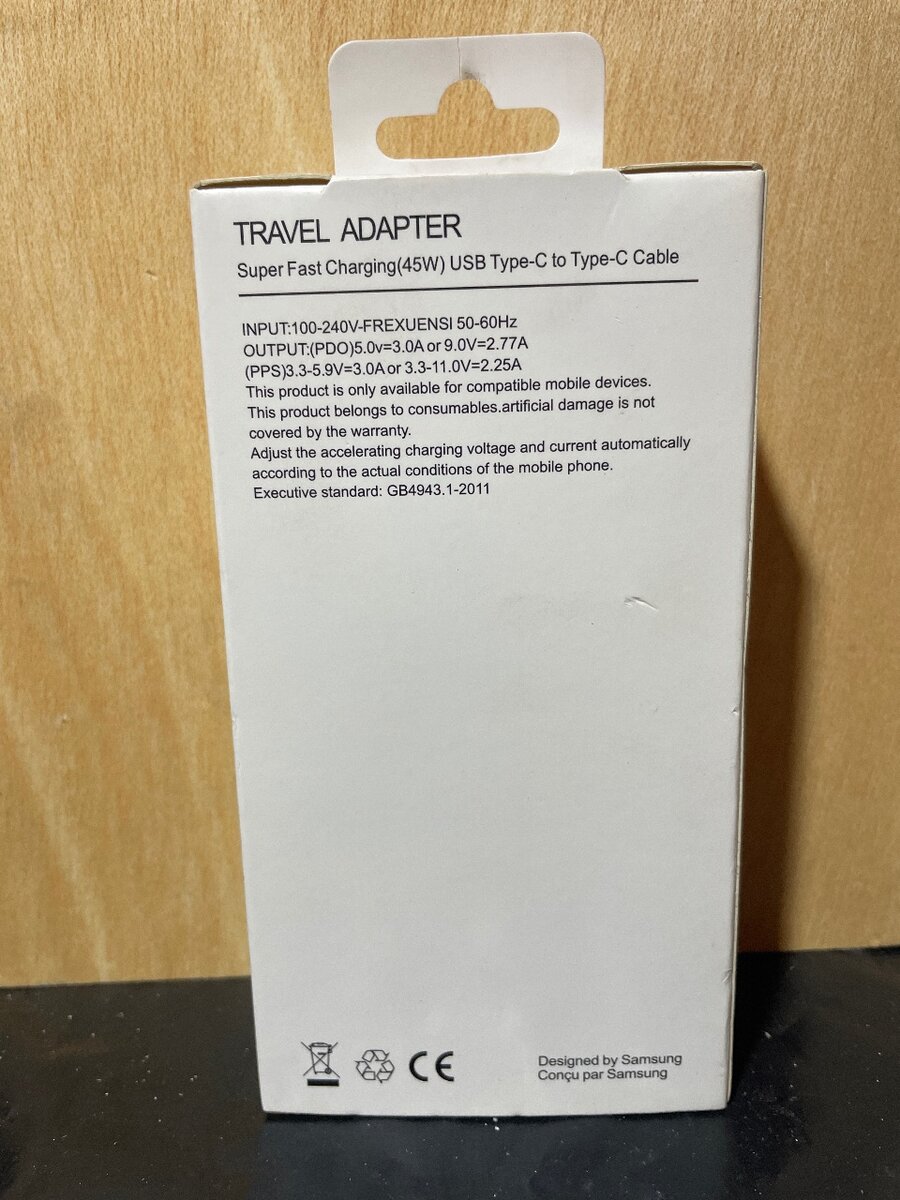 TRAVEL ADAPTER
Super Fast Charging(45W) USB Type-C to Type-C Cable
INPUT:100-240V-FREXUENSI 50-60Hz
OUTPUT:(PDO)5.0v=3.0A or 9.0V=2.77A
(PPS)3.3-5.9V=3.0A or 3.3-11.0V=2.25A
This product is only available for compatible mobile devices.
This product belongs to consumables.artificial damage is not
covered by the warranty.
Adjust the accelerating charging voltage and current automatically
according to the actual conditions of the mobile phone.
Executive standard: GB4943.1-2011
CE
Designed by Samsung
Conçu par Samsung